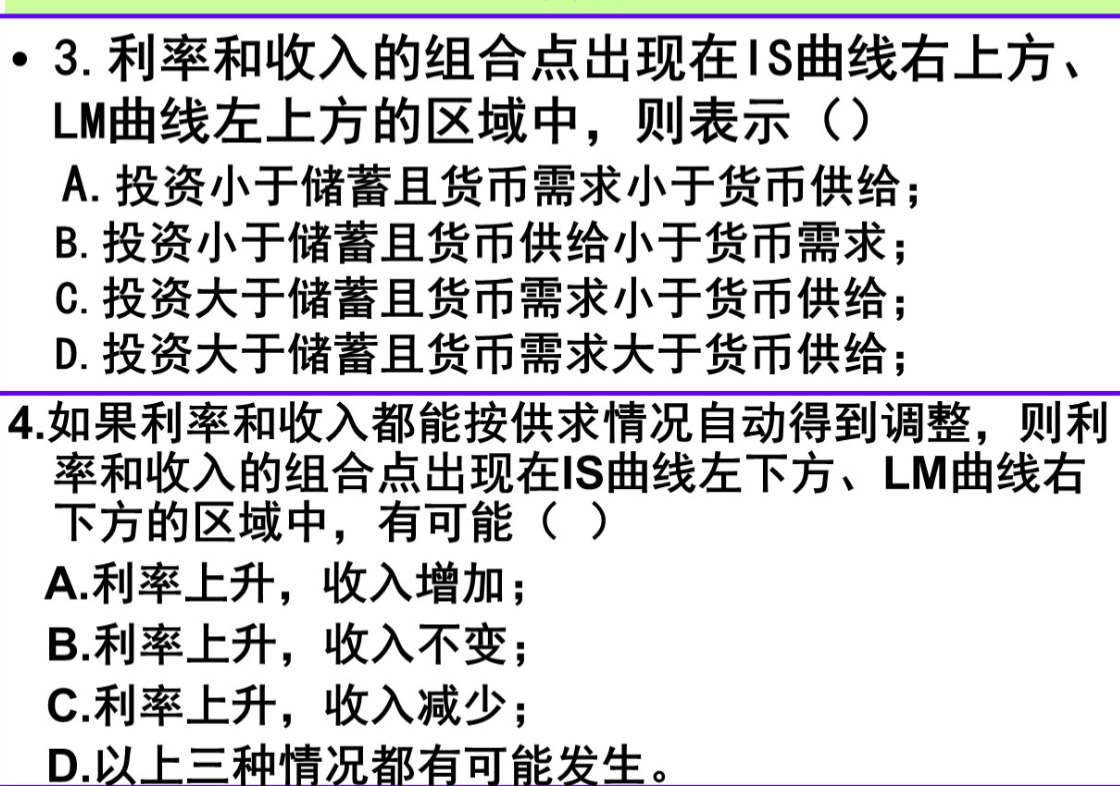 • 3. 利率和收入的组合点出现在IS曲线右上方、
LM曲线左上方的区域中，则表示（）
A. 投资小于储蓄且货币需求小于货币供给；
B. 投资小于储蓄且货币供给小于货币需求；
C. 投资大于储蓄且货币需求小于货币供给；
D. 投资大于储蓄且货币需求大于货币供给；
4.如果利率和收入都能按供求情况自动得到调整，则利
率和收入的组合点出现在IS曲线左下方、LM曲线右
下方的区域中，有可能（ ）
A.利率上升，收入增加；
B.利率上升，收入不变；
C.利率上升，收入减少；
D.以上三种情况都有可能发生。